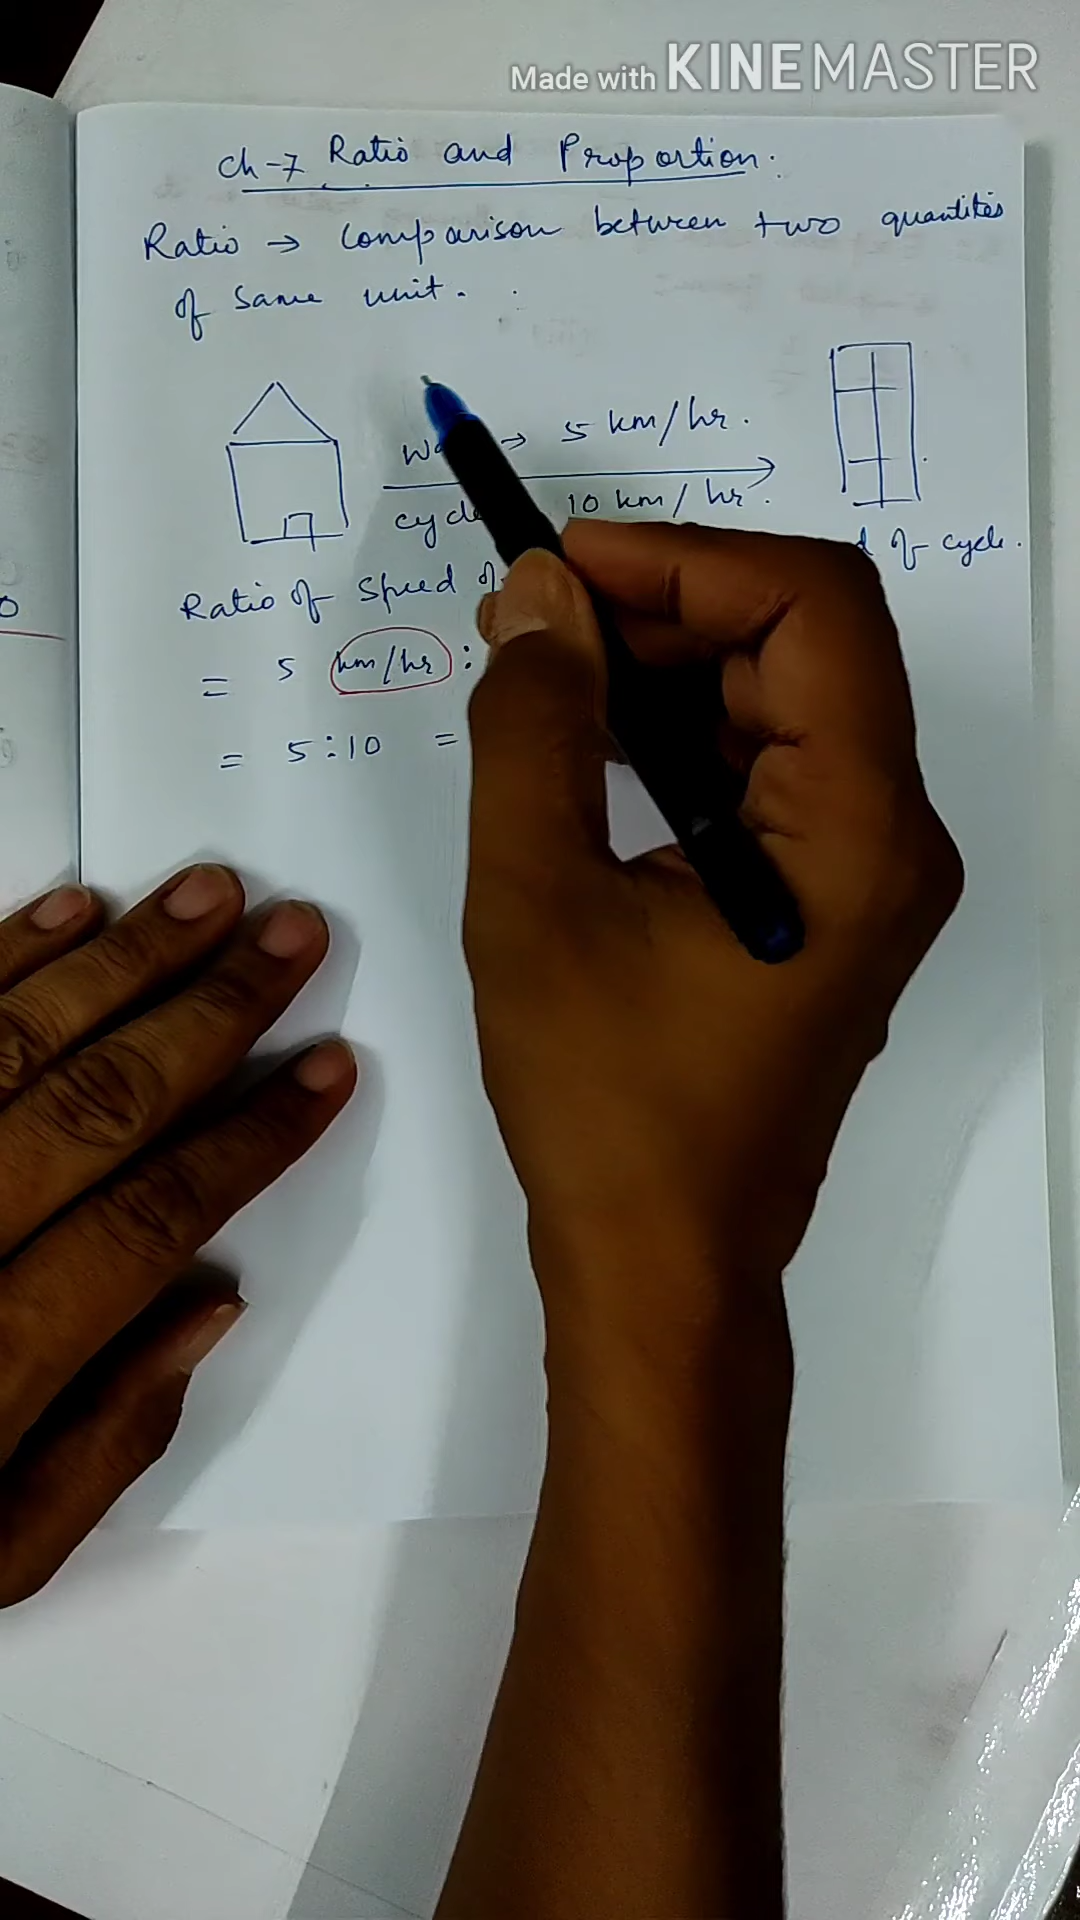 Made with KINEMASTER
Ch-7 Ratio and Proportion.
Ratio → Comparison between two quantities
of same unit.
→ 5 km/hr.
10 km/hr.
of cycle.
Ratio of Speed of
= 5 km/hr :
= 5:10 =